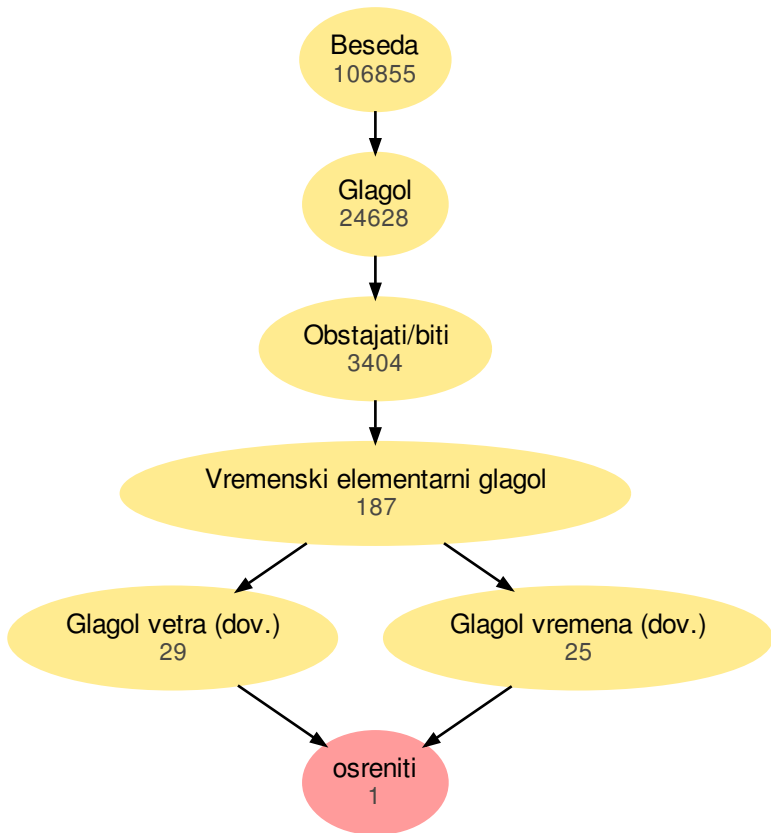 Beseda
106855
Glagol
24628
Obstajati/biti
3404
Vremenski elementarni glagol
187
Glagol vetra (dov.)
29
Glagol vremena (dov.)
25
osreniti
1